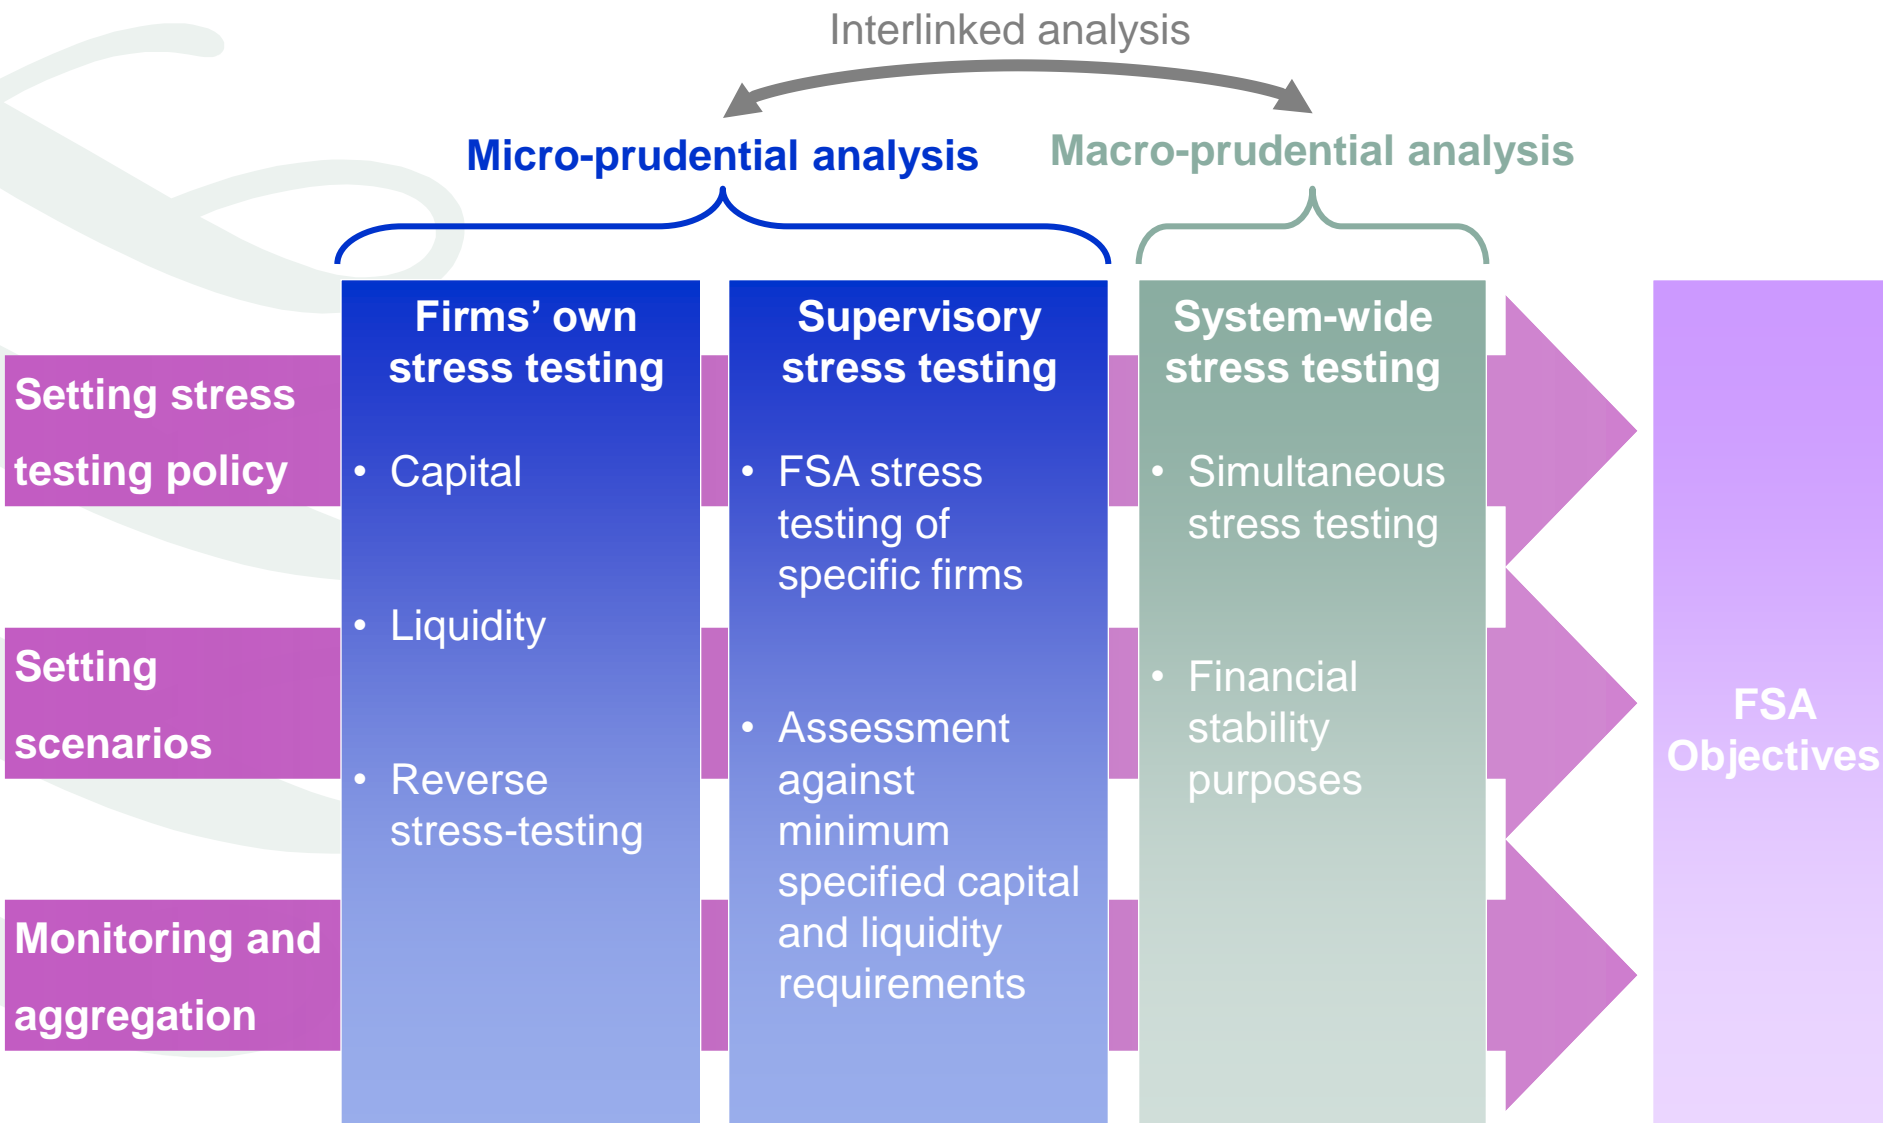 Interlinked analysis
Micro-prudential analysis
Macro-prudential analysis
Setting stress
testing policy
Setting
scenarios
Monitoring and
aggregation
Firms’ own
stress testing
• Capital
• Liquidity
• Reverse
stress-testing
Supervisory
stress testing
• FSA stress
testing of
specific firms
• Assessment
against
minimum
specified capital
and liquidity
requirements
System-wide
stress testing
• Simultaneous
stress testing
• Financial
stability
purposes
FSA
Objectives